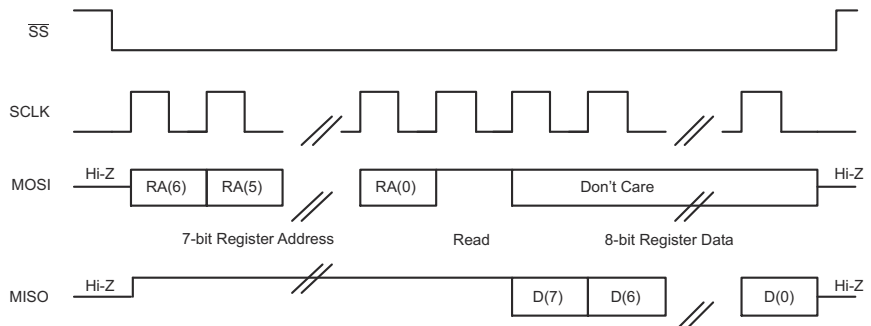 SS
SCLK
MOSI
Hi-Z
RA(6)
RA(5)
RA(0)
Don't Care
Hi-Z
7-bit Register Address
Read
8-bit Register Data
MISO
Hi-Z
D(7)
D(6)
D(0)
Hi-Z